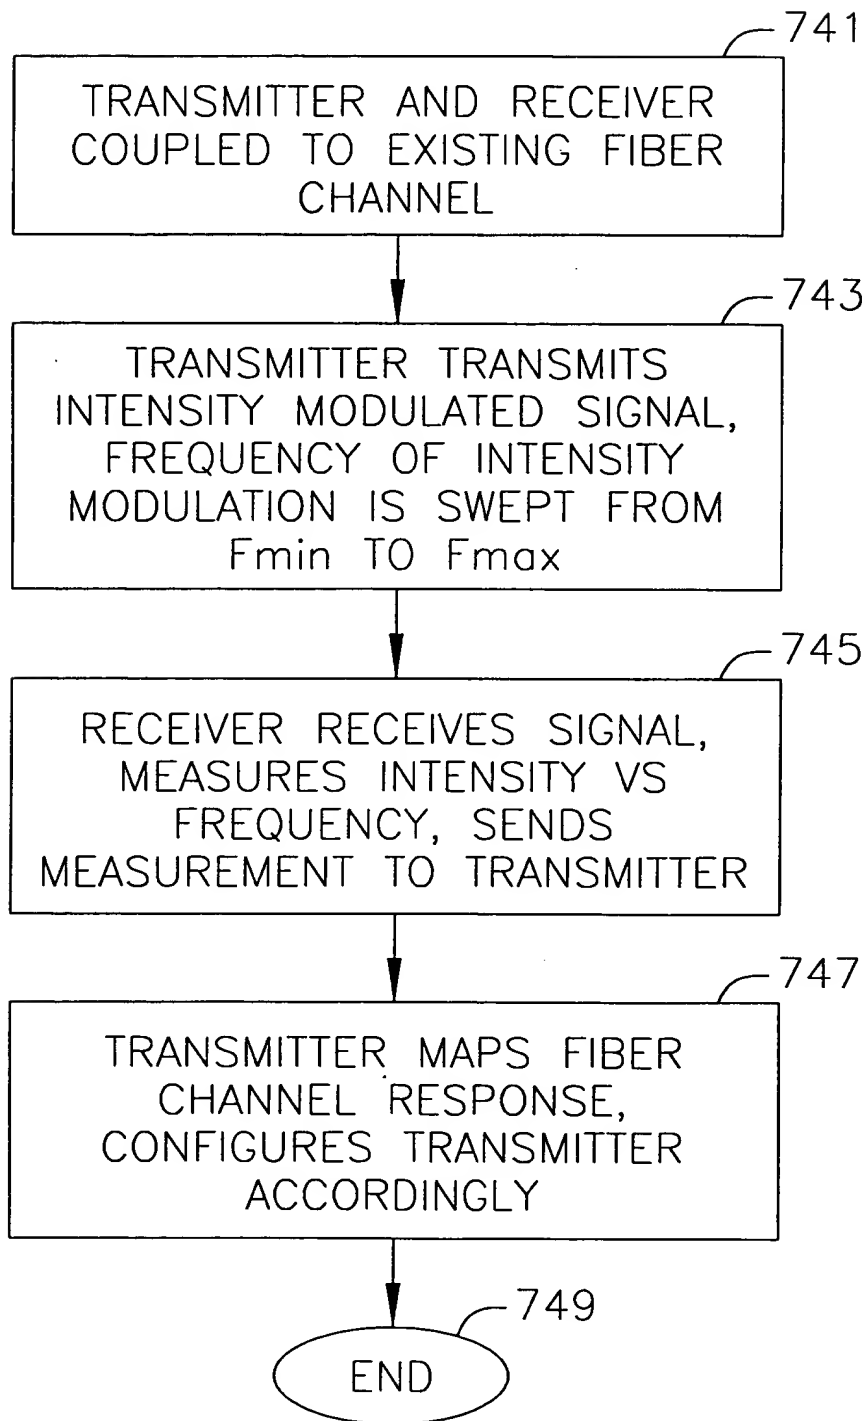 741
TRANSMITTER AND RECEIVER
COUPLED TO EXISTING FIBER
CHANNEL
743
TRANSMITTER TRANSMITS
INTENSITY MODULATED SIGNAL,
FREQUENCY OF INTENSITY
MODULATION IS SWEPT FROM
Fmin TO Fmax
745
RECEIVER RECEIVES SIGNAL,
MEASURES INTENSITY VS
FREQUENCY, SENDS
MEASUREMENT TO TRANSMITTER
747
TRANSMITTER MAPS FIBER
CHANNEL RESPONSE,
CONFIGURES TRANSMITTER
ACCORDINGLY
749
END